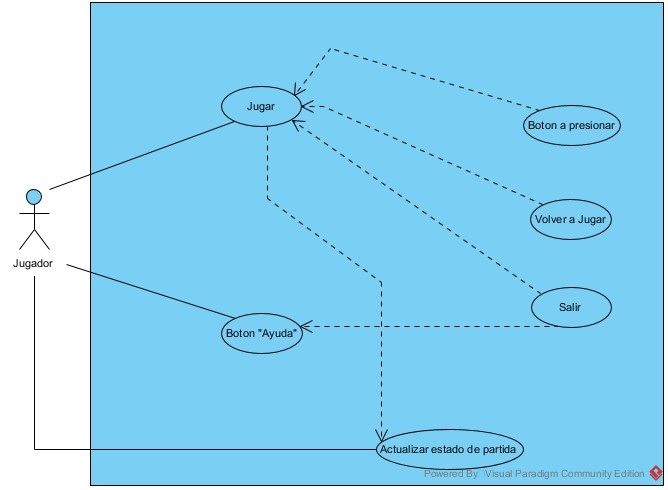 Jugar
Boton a presionar
Volver a Jugar
Jugador
Salir
Boton "Ayuda"
Actualizar estado de partida
Powered By Visual Paradigm Community Edition